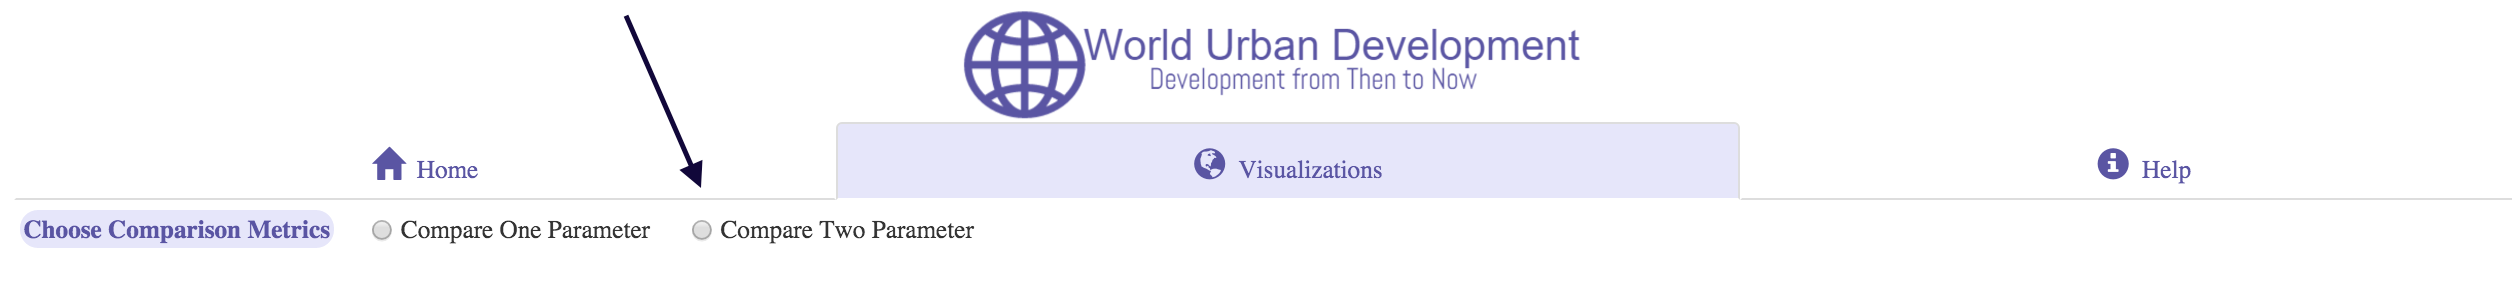 World Urban Development
Development from Then to Now
Home Visualizations Help
Choose Comparison Metrics Compare One Parameter Compare Two Parameter